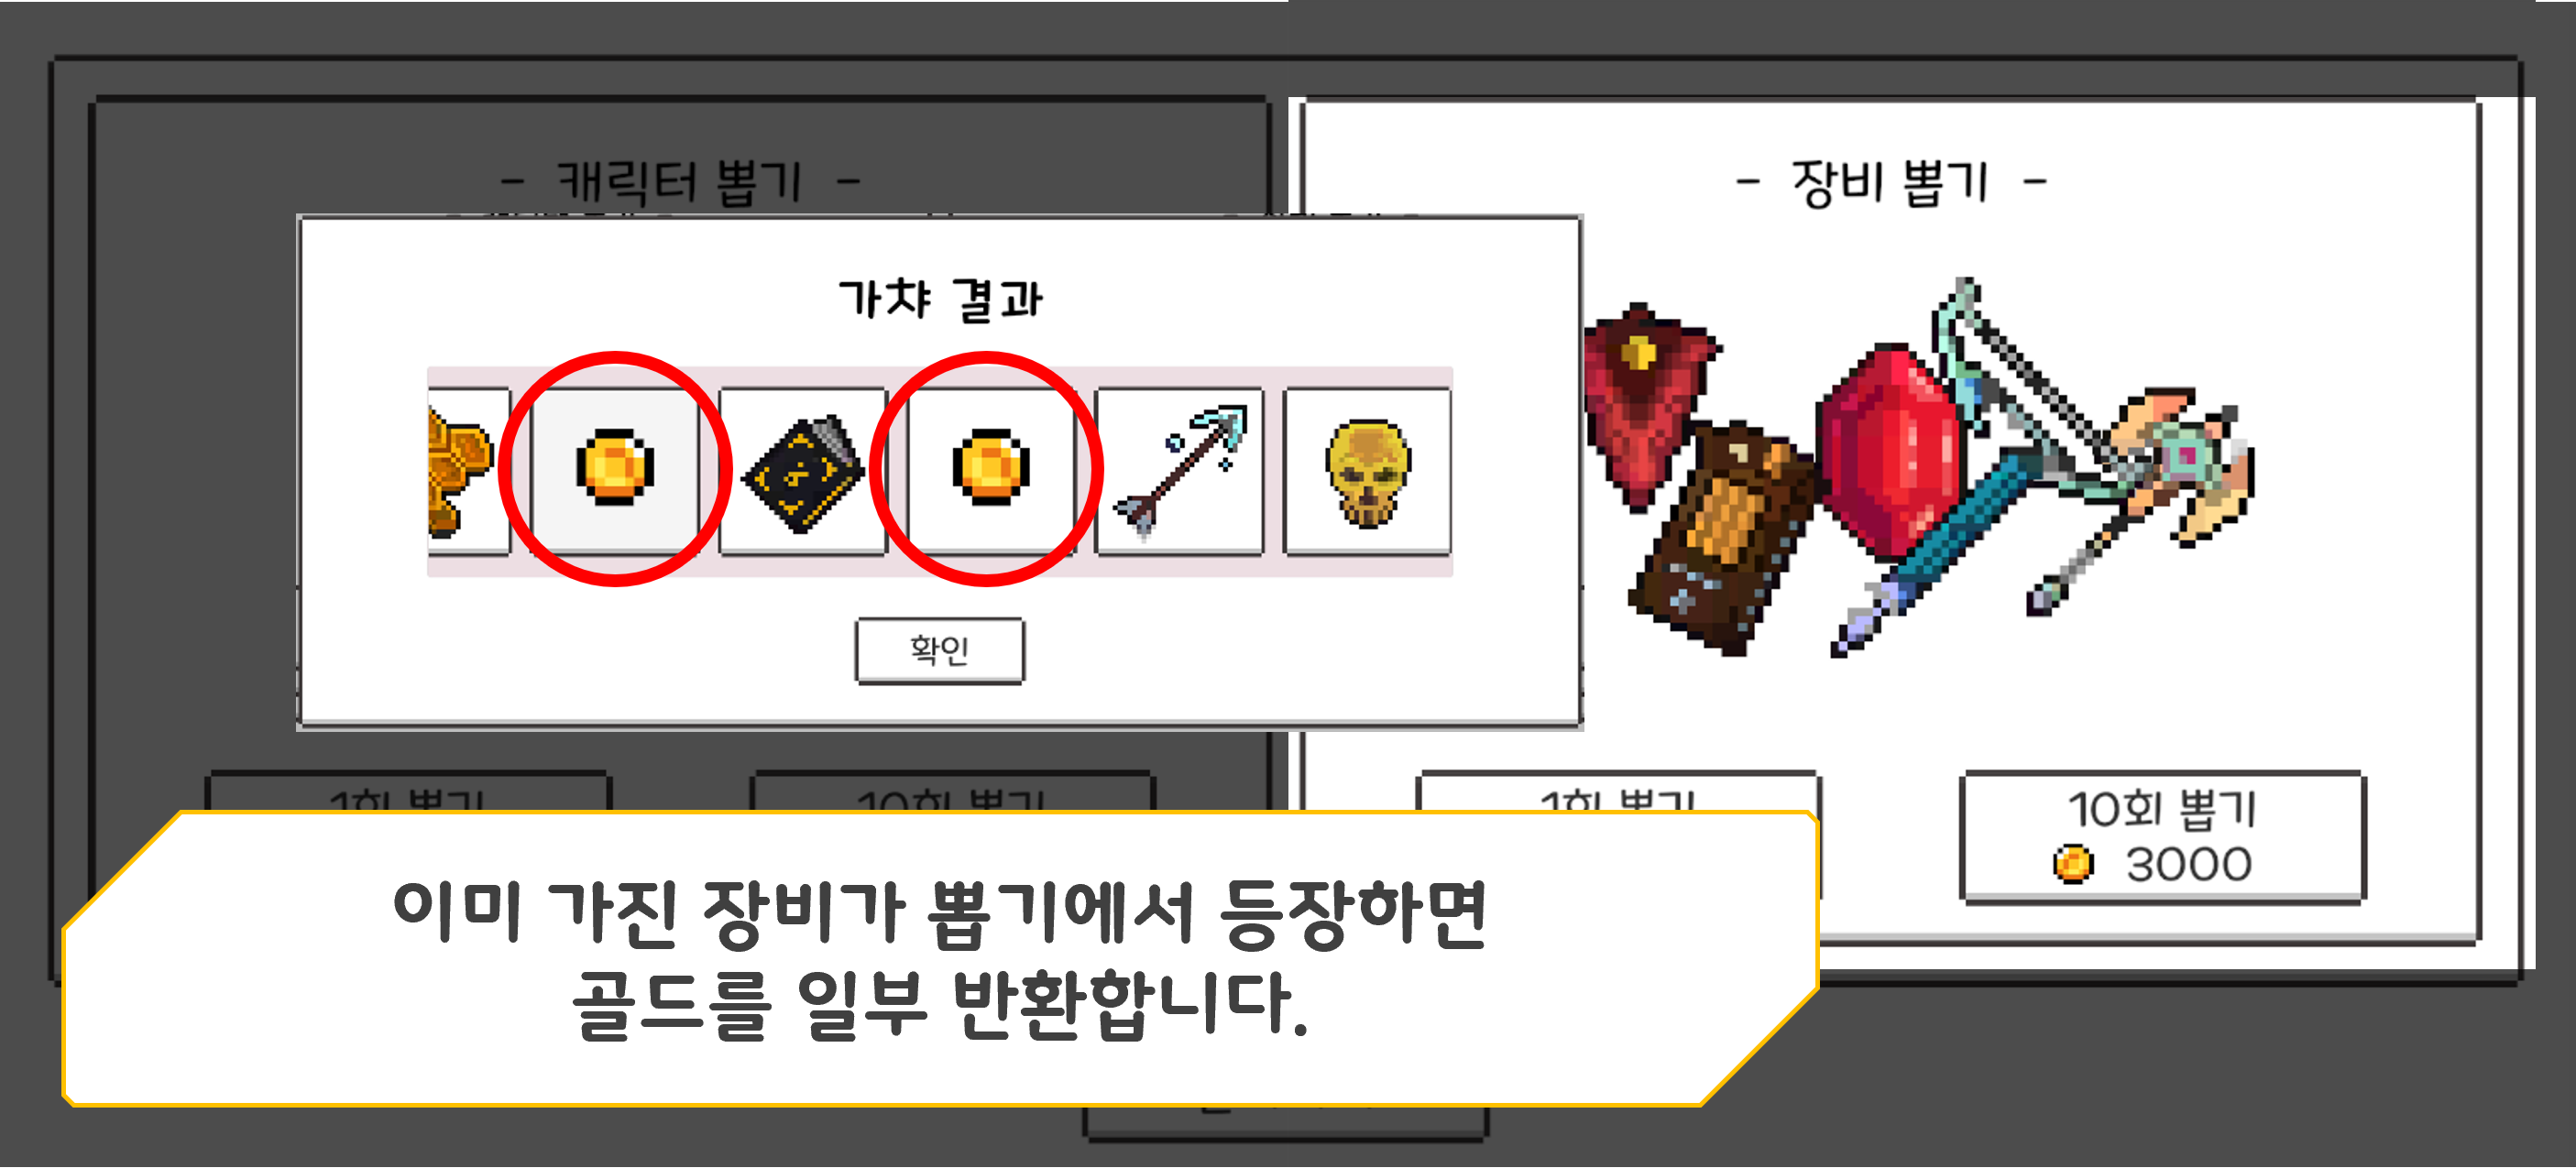 - 캐릭터 뽑기 -
- 장비 뽑기 -
가챠 결과
확인
1회 뽑기
10회 뽑기
1회 뽑기
10회 뽑기
3000
이미 가진 장비가 뽑기에서 등장하면
골드를 일부 반환합니다.